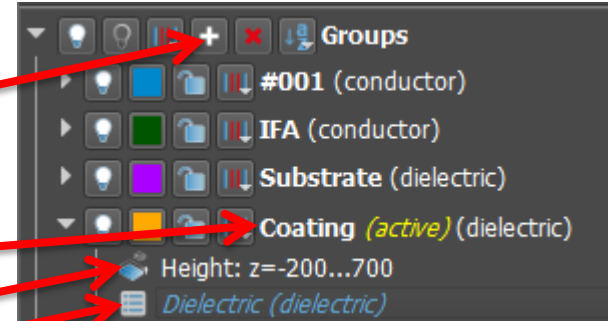 Groups
#001 (conductor)
IFA (conductor)
Substrate (dielectric)
Coating (active) (dielectric)
Height: z=-200...700
Dielectric (dielectric)